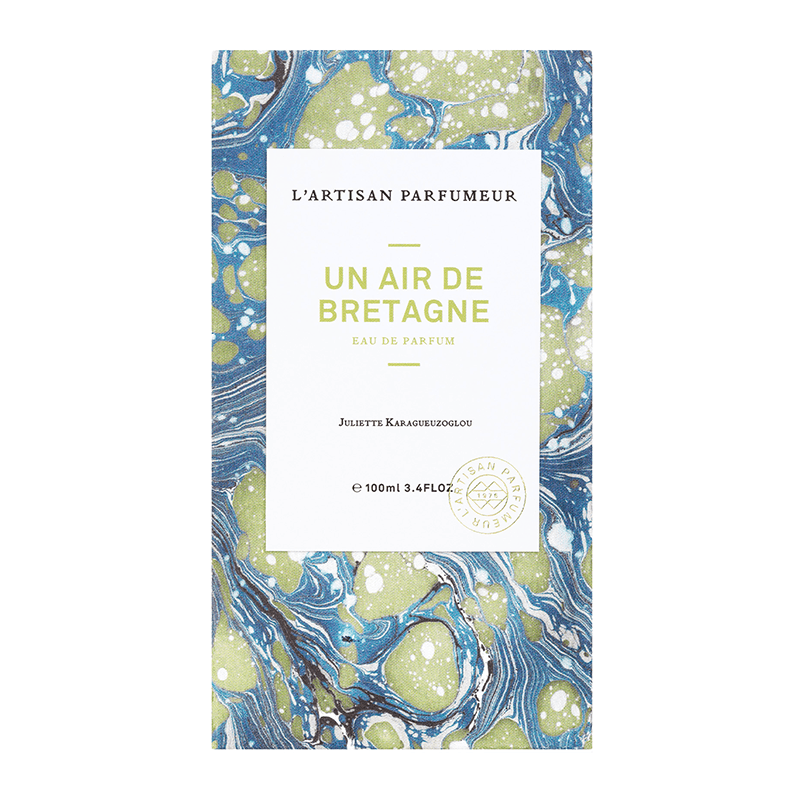 L'ARTISAN PARFUMEUR
UN AIR DE
BRETAGNE
EAU DE PARFUM
JULIETTE KARAGUEUZOGLOU
℮ 100ml 3.4FLOZ
L'ARTISAN PARFUMEUR
1976